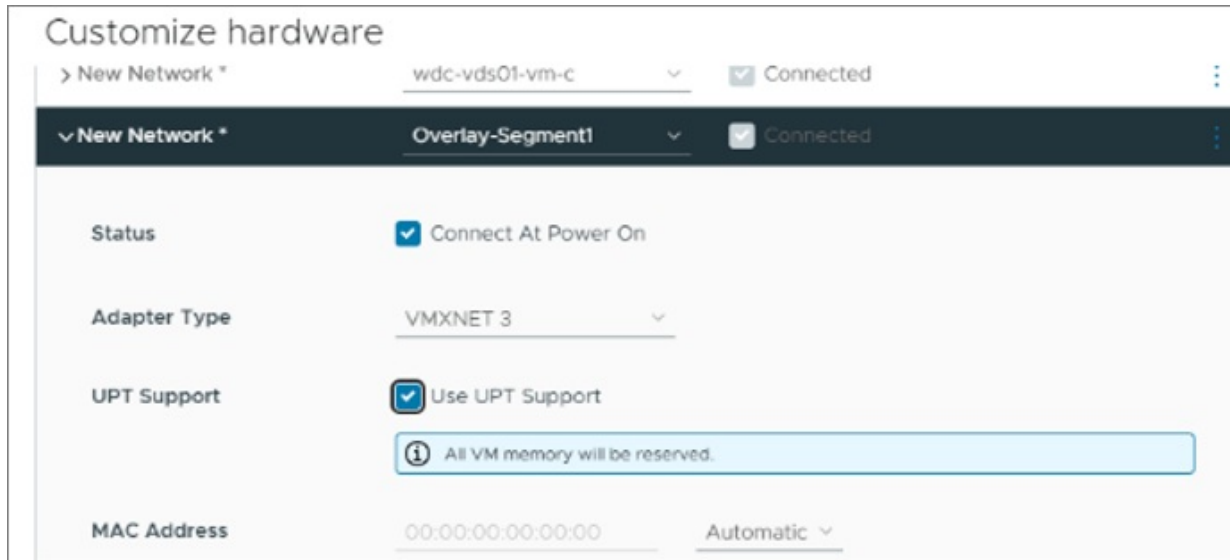 Customize hardware
New Network * wdc-vds01-vm-c Connected
New Network * Overlay-Segment1 Connected
Status Connect At Power On
Adapter Type VMXNET 3
UPT Support Use UPT Support
All VM memory will be reserved.
MAC Address 00:00:00:00:00:00 Automatic